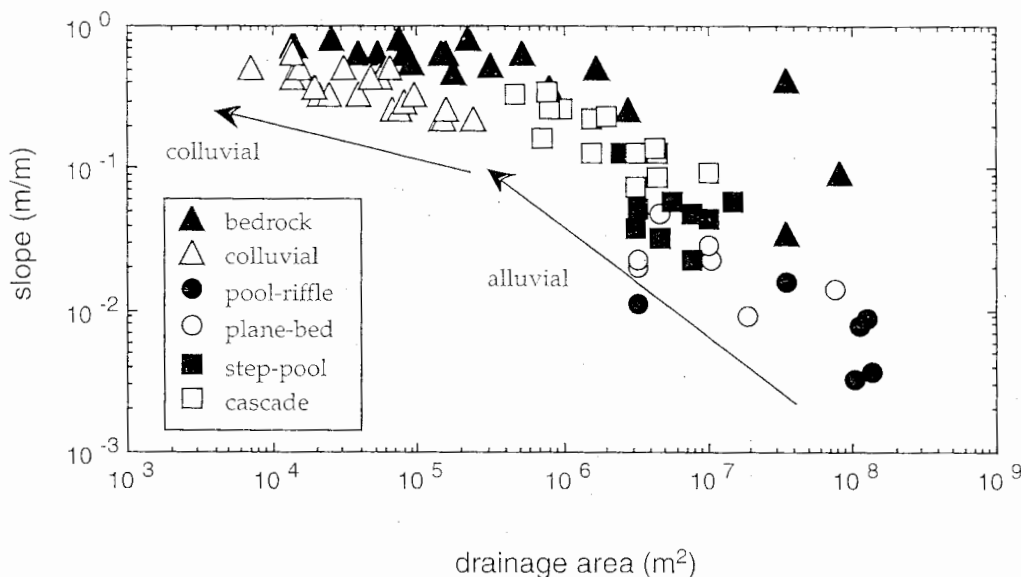 10 0
10 -1
10 -2
10 -3
slope (m/m)
colluvial
alluvial
bedrock
colluvial
pool-riffle
plane-bed
step-pool
cascade
10 3
10 4
10 5
10 6
10 7
10 8
10 9
drainage area (m2)